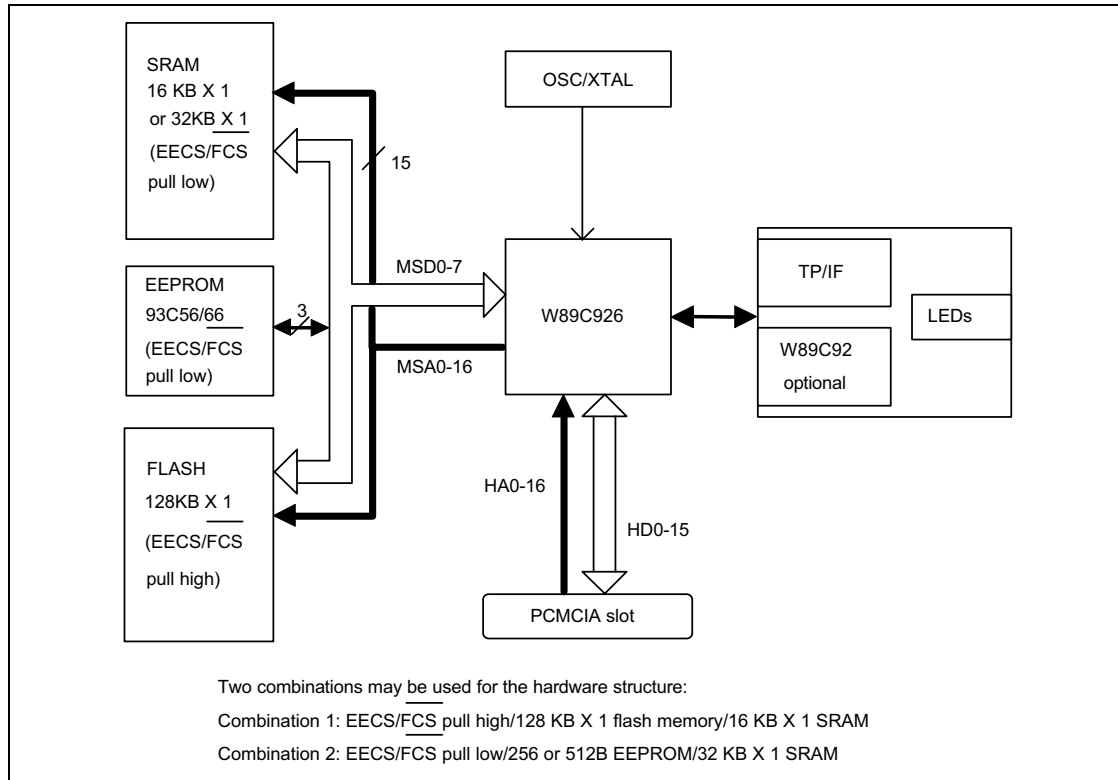 SRAM
16 KB X 1
or 32KB X 1
(EECS/FCS
pull low)
EEPROM
93C56/66
(EECS/FCS
pull low)
FLASH
128KB X 1
(EECS/FCS
pull high)
15
3
MSD0-7
MSA0-16
OSC/XTAL
W89C926
TP/IF
W89C92
optional
LEDs
HA0-16
HD0-15
PCMCIA slot
Two combinations may be used for the hardware structure:
Combination 1: EECS/FCS pull high/128 KB X 1 flash memory/16 KB X 1 SRAM
Combination 2: EECS/FCS pull low/256 or 512B EEPROM/32 KB X 1 SRAM